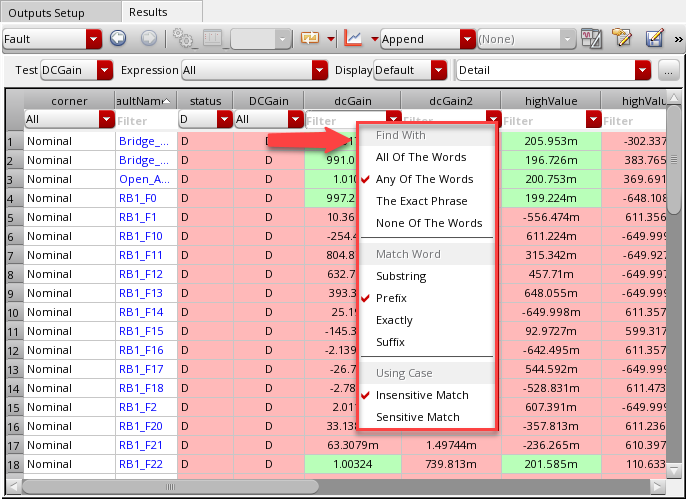 Outputs Setup Results
Fault Append (None)
Test DCGain Expression All Display Default Detail ...
corner aultNam status DCGain dcGain dcGain2 highValue highValu
All Filter D All Filter Filter Filter Filter
1 Nominal Bridge_... D D 205.953m -302.337
2 Nominal Bridge_... D D 991.0 196.726m 383.765
3 Nominal Open_A... D D 1.010 200.753m 369.691
4 Nominal RB1_F0 D D 997.2 199.224m -648.108
5 Nominal RB1_F1 D D 10.36 -556.474m 611.356
6 Nominal RB1_F10 D D -254.4 611.224m -649.999
7 Nominal RB1_F11 D D 804.8 315.342m -649.927
8 Nominal RB1_F12 D D 632.7 457.71m -649.999
9 Nominal RB1_F13 D D 393.3 648.055m -649.999
10 Nominal RB1_F14 D D 25.19 -649.998m 611.357
11 Nominal RB1_F15 D D -145.3 92.9727m 599.317
12 Nominal RB1_F16 D D -2.139 -642.495m 611.357
13 Nominal RB1_F17 D D -26.7 544.592m -649.999
14 Nominal RB1_F18 D D -2.78 -528.831m 611.473
15 Nominal RB1_F2 D D 2.01 607.391m -649.999
16 Nominal RB1_F20 D D 33.138 -357.813m 611.236
17 Nominal RB1_F21 D D 63.3079m 1.49744m -236.265m 610.397
18 Nominal RB1_F22 D D 1.00324 739.813m 201.585m 110.633
Find With
All Of The Words
Any Of The Words
The Exact Phrase
None Of The Words
Match Word
Substring
Prefix
Exactly
Suffix
Using Case
Insensitive Match
Sensitive Match